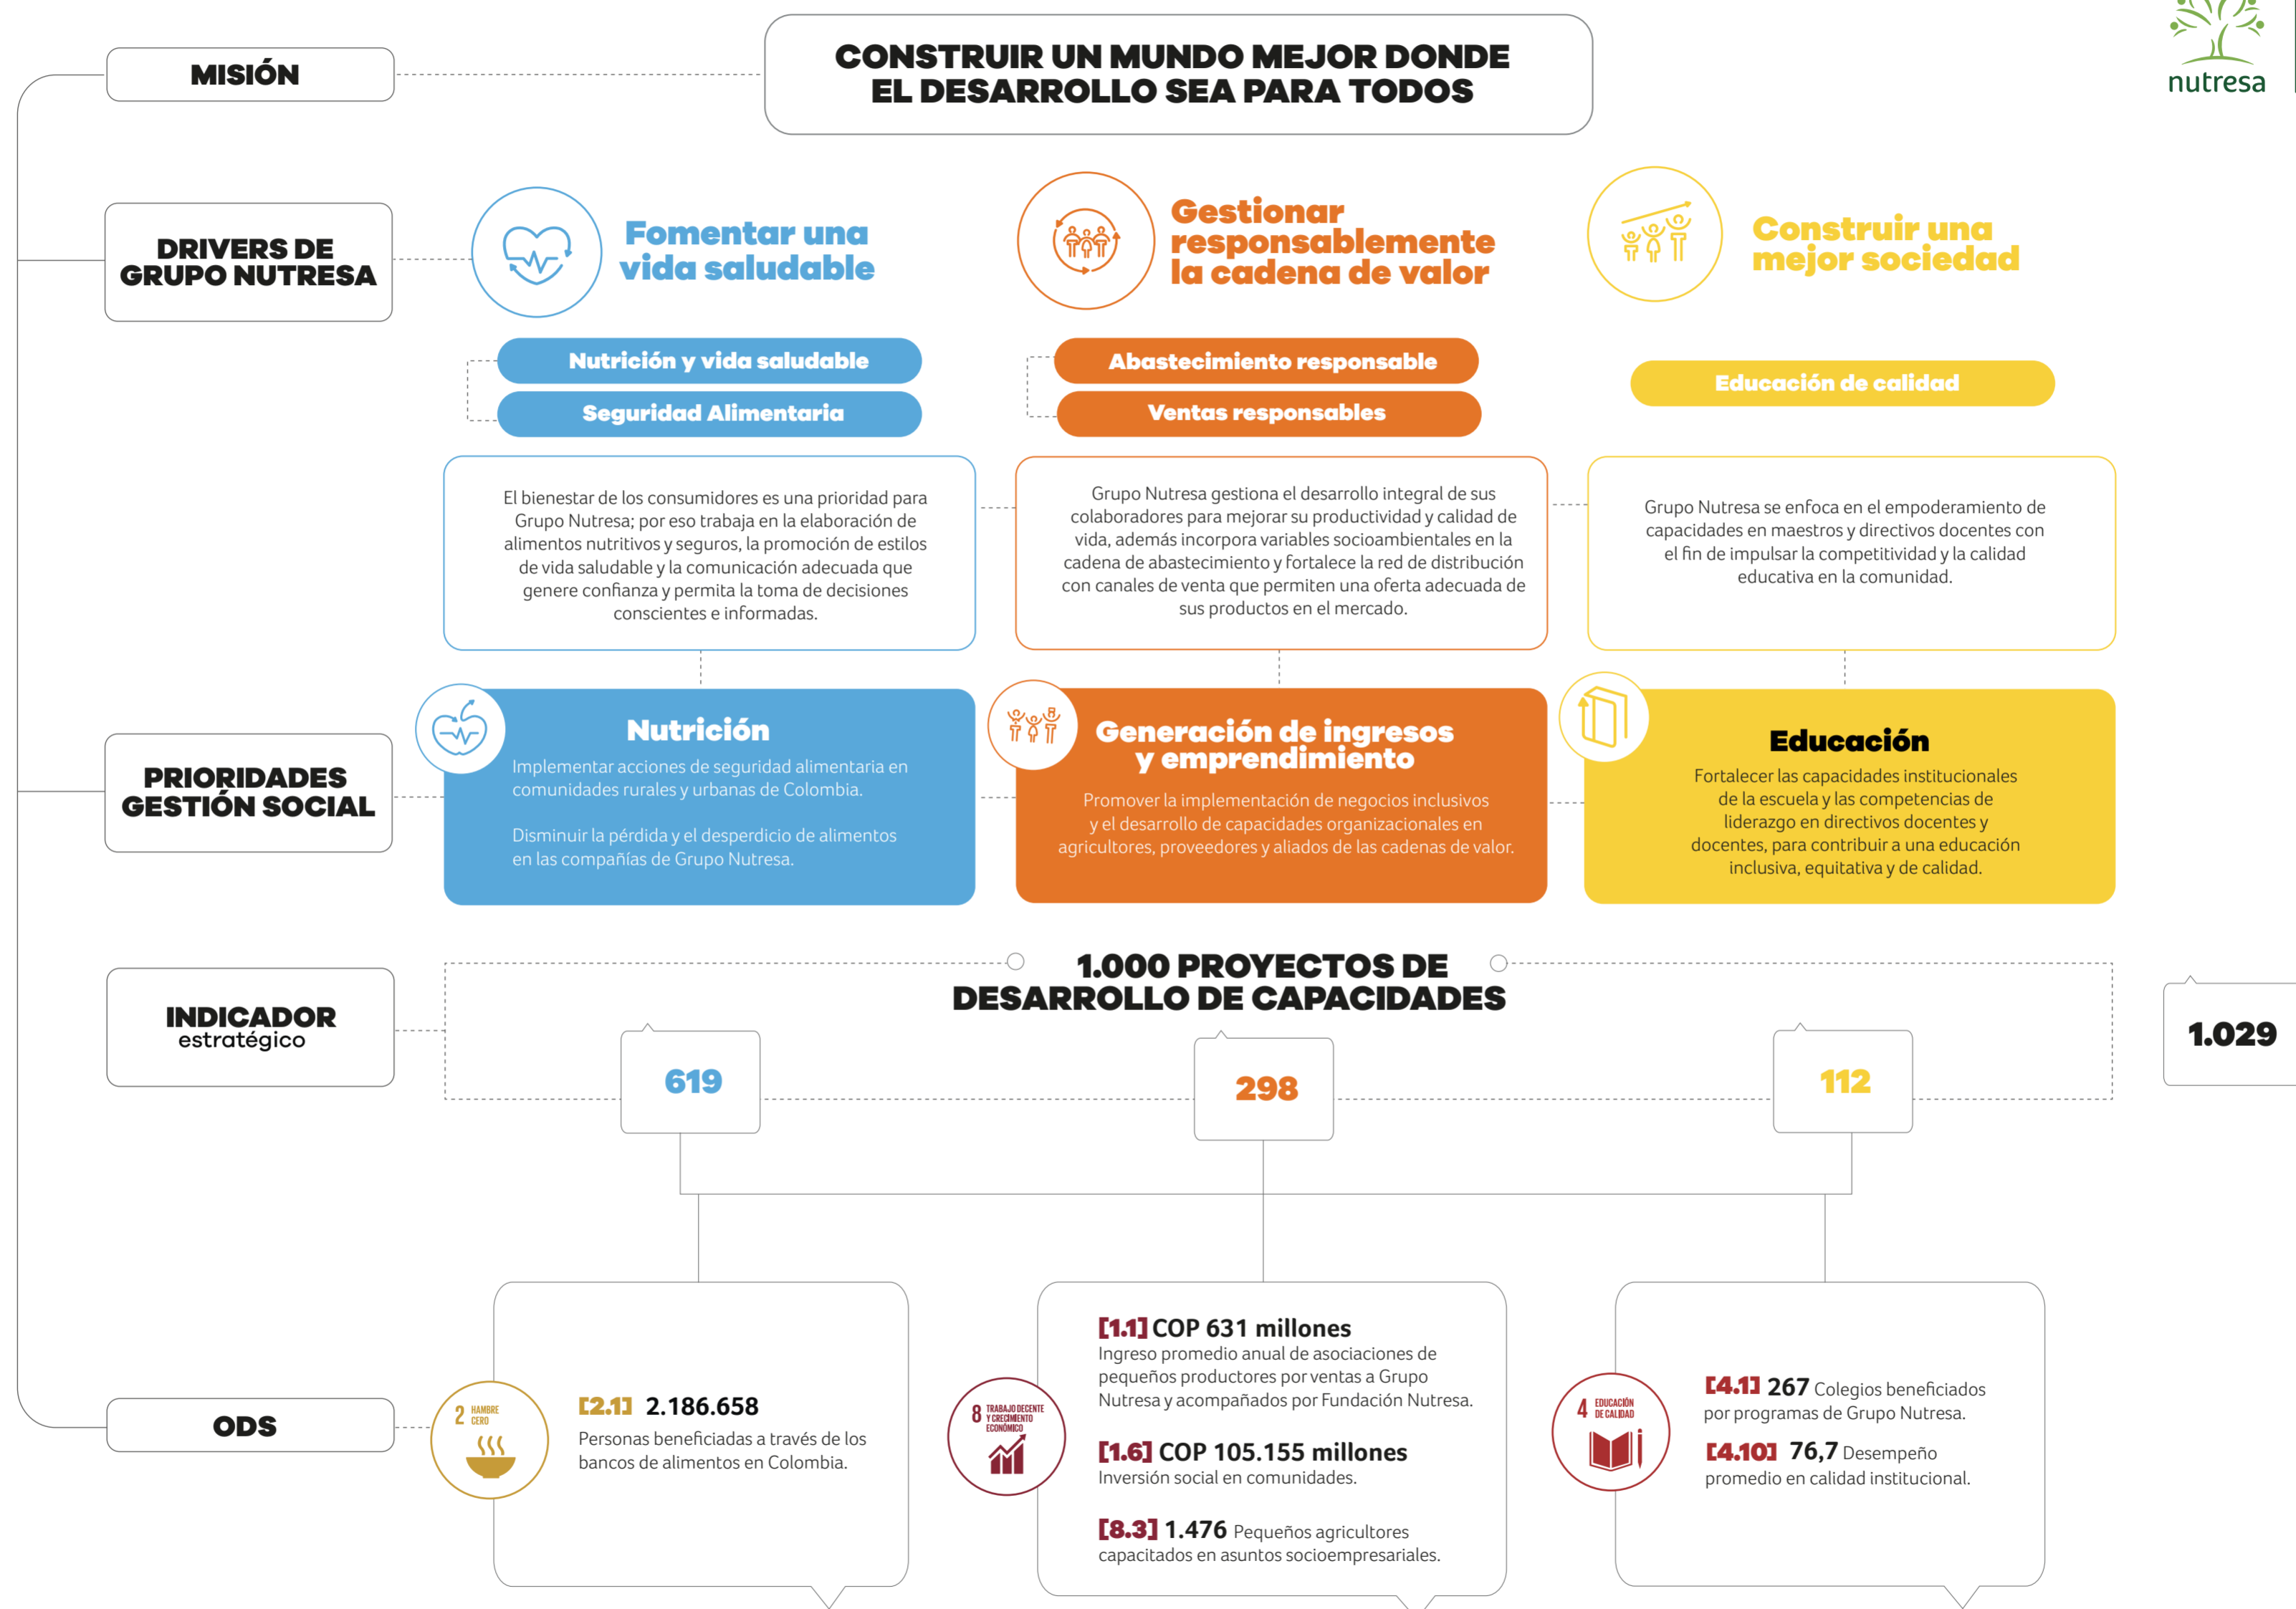 nutresa
MISIÓN
CONSTRUIR UN MUNDO MEJOR DONDE
EL DESARROLLO SEA PARA TODOS
DRIVERS DE
GRUPO NUTRESA
Fomentar una
vida saludable
Nutrición y vida saludable
Seguridad Alimentaria
El bienestar de los consumidores es una prioridad para
Grupo Nutresa; por eso trabaja en la elaboración de
alimentos nutritivos y seguros, la promoción de estilos
de vida saludable y la comunicación adecuada que
genere confianza y permita la toma de decisiones
conscientes e informadas.
Gestionar
responsablemente
la cadena de valor
Abastecimiento responsable
Ventas responsables
Grupo Nutresa gestiona el desarrollo integral de sus
colaboradores para mejorar su productividad y calidad de
vida, además incorpora variables socioambientales en la
cadena de abastecimiento y fortalece la red de distribución
con canales de venta que permiten una oferta adecuada de
sus productos en el mercado.
Construir una
mejor sociedad
Educación de calidad
Grupo Nutresa se enfoca en el empoderamiento de
capacidades en maestros y directivos docentes con
el fin de impulsar la competitividad y la calidad
educativa en la comunidad.
PRIORIDADES
GESTIÓN SOCIAL
Nutrición
Implementar acciones de seguridad alimentaria en
comunidades rurales y urbanas de Colombia.
Disminuir la pérdida y el desperdicio de alimentos
en las compañías de Grupo Nutresa.
Generación de ingresos
y emprendimiento
Promover la implementación de negocios inclusivos
y el desarrollo de capacidades organizacionales en
agricultores, proveedores y aliados de las cadenas de valor.
Educación
Fortalecer las capacidades institucionales
de la escuela y las competencias de
liderazgo en directivos docentes y
docentes, para contribuir a una educación
inclusiva, equitativa y de calidad.
INDICADOR
estratégico
1.000 PROYECTOS DE
DESARROLLO DE CAPACIDADES
619
298
112
1.029
ODS
2 HAMBRE
CERO
[2.1] 2.186.658
Personas beneficiadas a través de los
bancos de alimentos en Colombia.
8 TRABAJO DECENTE
Y CRECIMIENTO
ECONÓMICO
[1.1] COP 631 millones
Ingreso promedio anual de asociaciones de
pequeños productores por ventas a Grupo
Nutresa y acompañados por Fundación Nutresa.
[1.6] COP 105.155 millones
Inversión social en comunidades.
[8.3] 1.476 Pequeños agricultores
capacitados en asuntos socioempresariales.
4 EDUCACIÓN
DE CALIDAD
[4.1] 267 Colegios beneficiados
por programas de Grupo Nutresa.
[4.10] 76,7 Desempeño
promedio en calidad institucional.